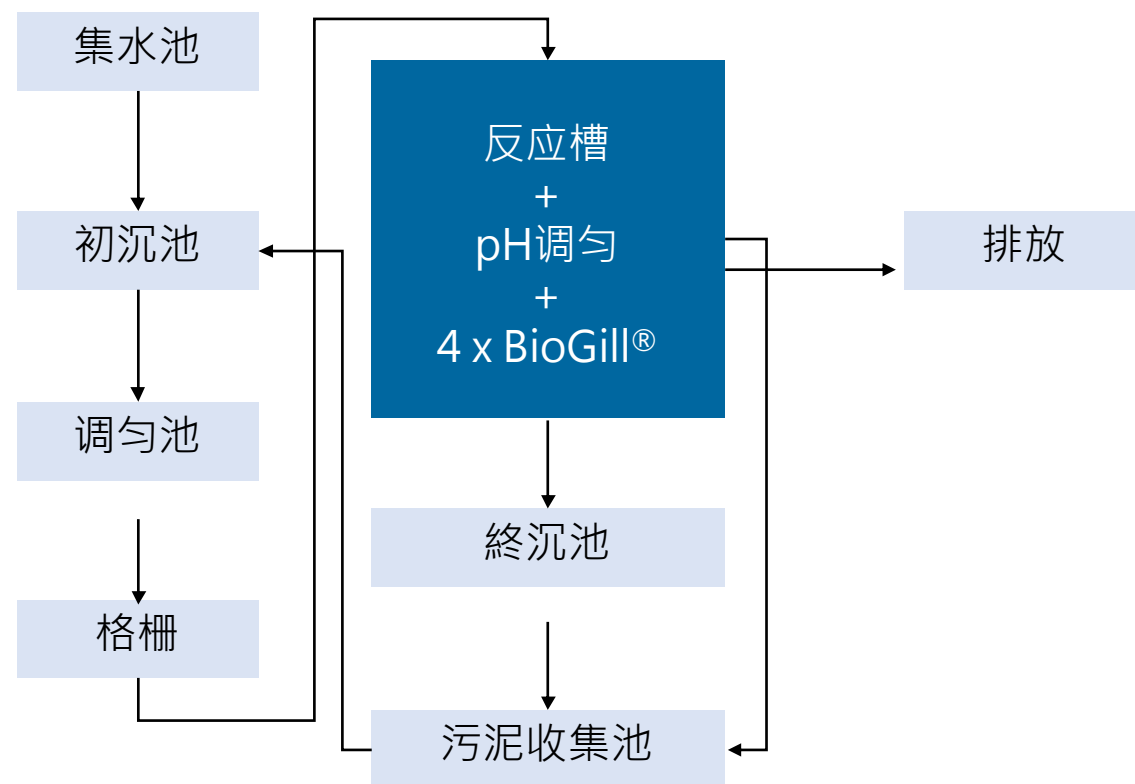 集水池
初沉池
调匀池
格栅
反应槽
+
pH调匀
+
4 x BioGill®
終沉池
污泥收集池
排放